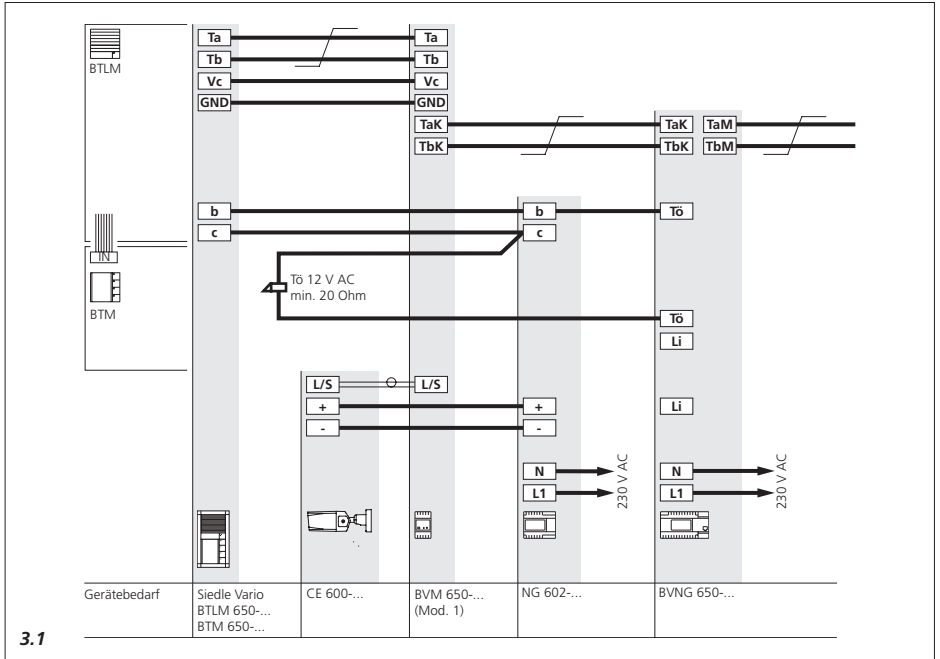 BTLM
Ta Ta
Tb Tb
Vc Vc
GND GND
TaK TaK TaM
TbK TbK TbM
b b Tö
c c
IN
Tö 12 V AC
min. 20 Ohm
BTM
Tö
Li
L/S L/S
+ + Li
- -
N N
L1 L1
230 V AC 230 V AC
Gerätebedarf
Siedle Vario
BTLM 650-...
BTM 650-...
CE 600-...
BVM 650-...
(Mod. 1)
NG 602-...
BVNG 650-...
3.1